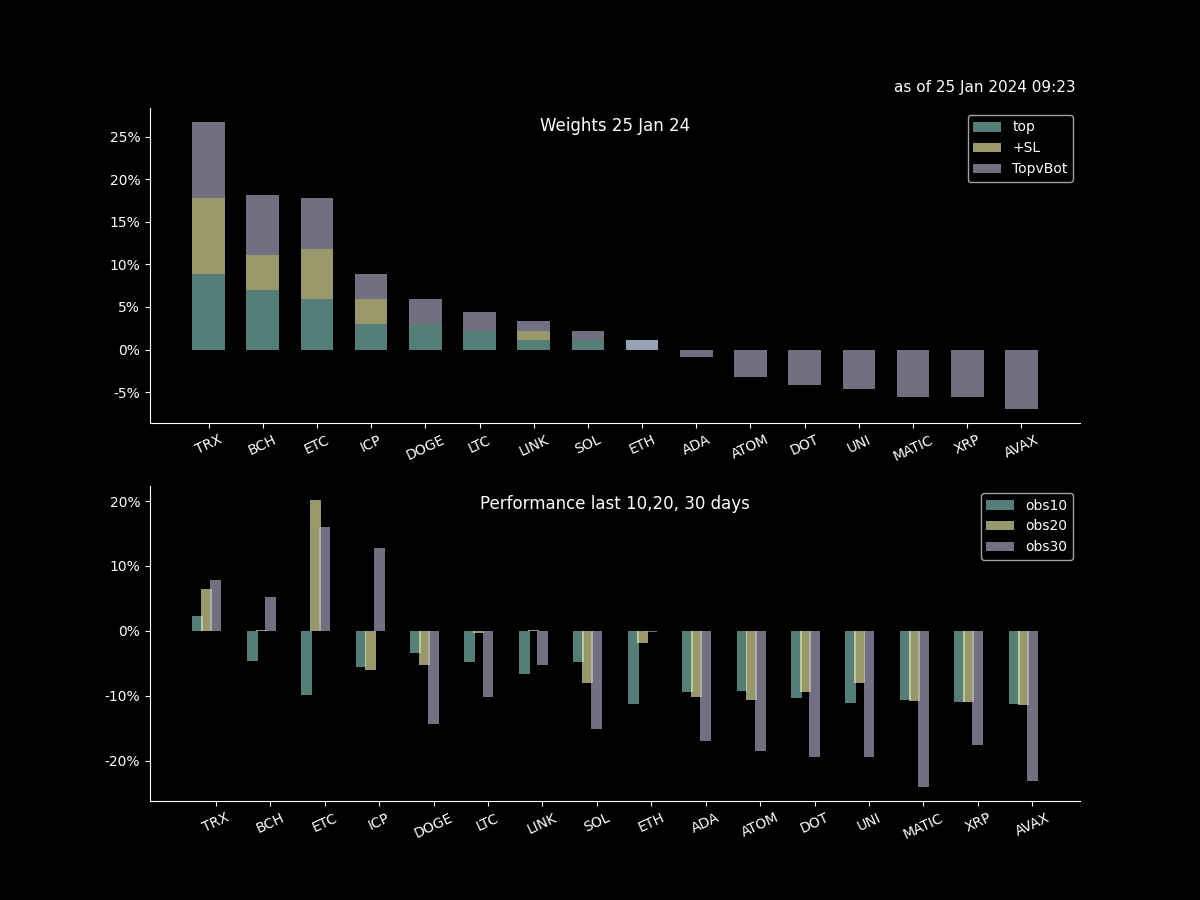 as of 25 Jan 2024 09:23
Weights 25 Jan 24
top
+SL
TopvBot
25%
20%
15%
10%
5%
0%
-5%
TRX BCH ETC ICP DOGE LTC LINK SOL ETH ADA ATOM DOT UNI MATIC XRP AVAX
Performance last 10,20, 30 days
obs10
obs20
obs30
20%
10%
0%
-10%
-20%
TRX BCH ETC ICP DOGE LTC LINK SOL ETH ADA ATOM DOT UNI MATIC XRP AVAX